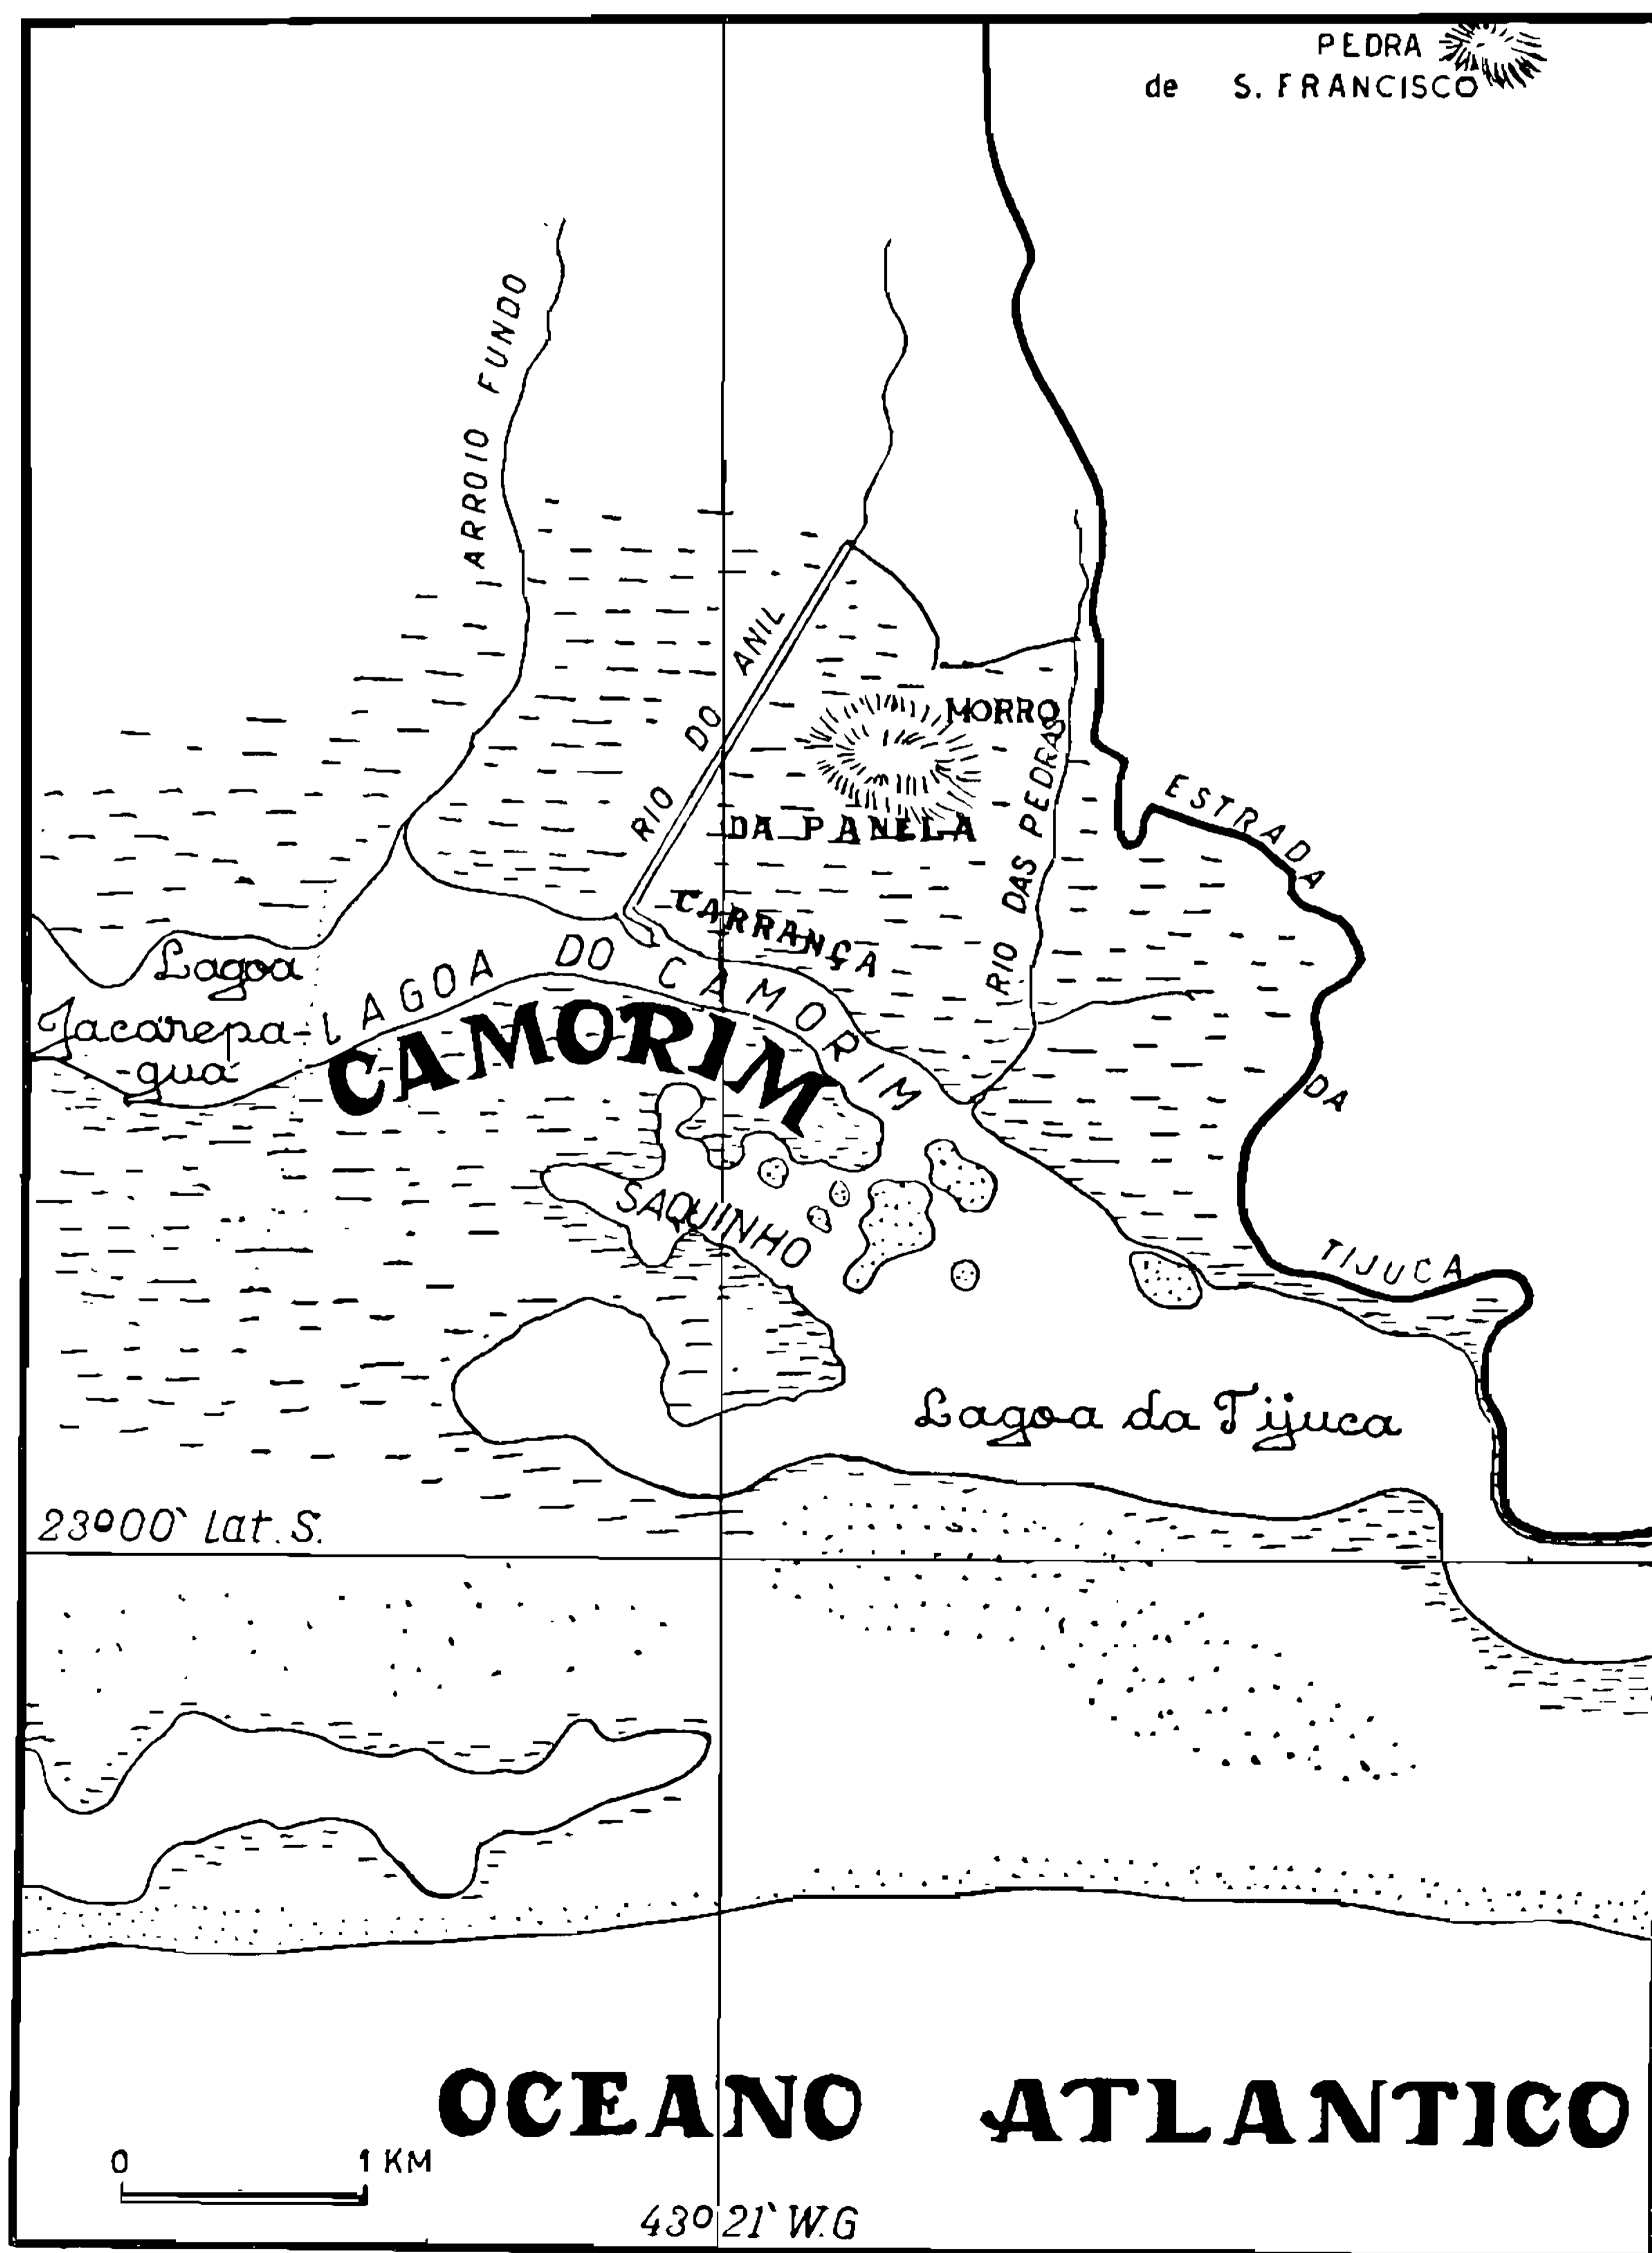 PEDRA
de S. FRANCISCO
ARROIO FUNDO
RIO DO ANIL
MORRO
DA PANELA
RIO DAS PEDRAS
ESTRADA
DA
TIJUCA
CARRANÇA
Lagoa
Jacarepa-
-guá
LAGOA DO CAMORIM
CAMORIM
SAQUINHO
Lagoa da Tijuca
23º00' Lat. S.
OCEANO ATLANTICO
0 1 KM
43º21' W.G